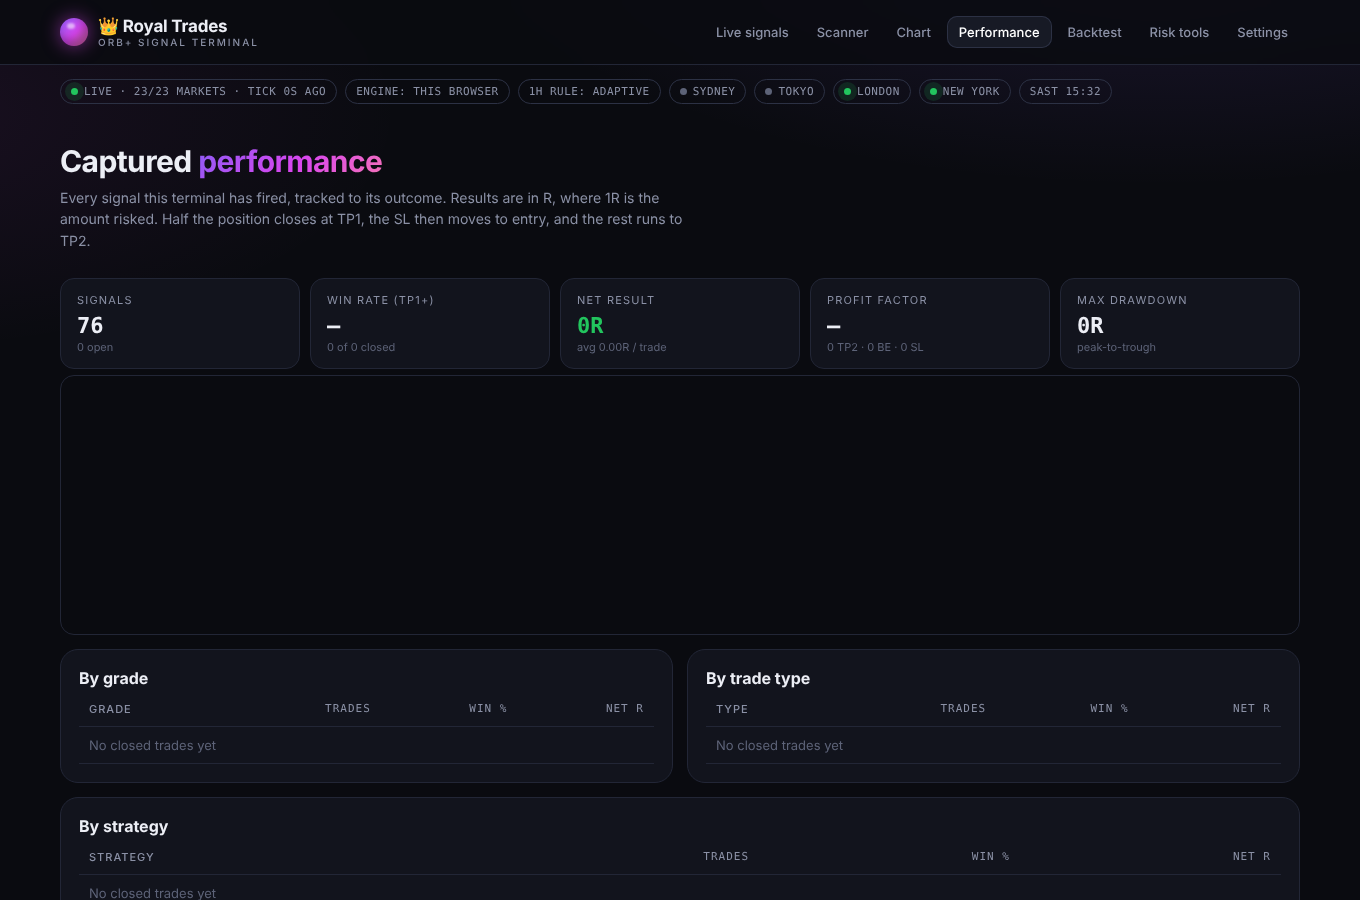 👑 Royal Trades
ORB+ SIGNAL TERMINAL
Live signals
Scanner
Chart
Performance
Backtest
Risk tools
Settings
LIVE · 23/23 MARKETS · TICK 0S AGO
ENGINE: THIS BROWSER
1H RULE: ADAPTIVE
SYDNEY
TOKYO
LONDON
NEW YORK
SAST 15:32
Captured performance
Every signal this terminal has fired, tracked to its outcome. Results are in R, where 1R is the
amount risked. Half the position closes at TP1, the SL then moves to entry, and the rest runs to
TP2.
SIGNALS
76
0 open
WIN RATE (TP1+)
—
0 of 0 closed
NET RESULT
0R
avg 0.00R / trade
PROFIT FACTOR
—
0 TP2 · 0 BE · 0 SL
MAX DRAWDOWN
0R
peak-to-trough
By grade
GRADE TRADES WIN % NET R
No closed trades yet
By trade type
TYPE TRADES WIN % NET R
No closed trades yet
By strategy
STRATEGY TRADES WIN % NET R
No closed trades yet